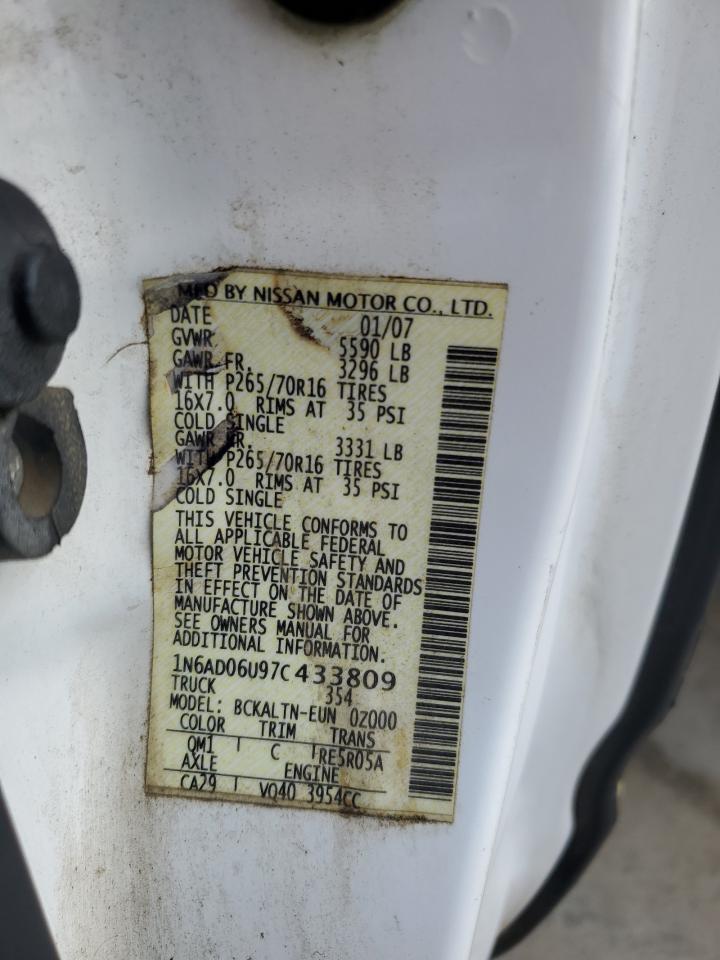 MFD BY NISSAN MOTOR CO., LTD.
DATE 01/07
GVWR 5590 LB
GAWR FR. 3296 LB
WITH P265/70R16 TIRES
16X7.0 RIMS AT 35 PSI
COLD SINGLE
GAWR RR. 3331 LB
WITH P265/70R16 TIRES
16X7.0 RIMS AT 35 PSI
COLD SINGLE
THIS VEHICLE CONFORMS TO
ALL APPLICABLE FEDERAL
MOTOR VEHICLE SAFETY AND
THEFT PREVENTION STANDARDS
IN EFFECT ON THE DATE OF
MANUFACTURE SHOWN ABOVE.
SEE OWNERS MANUAL FOR
ADDITIONAL INFORMATION.
1N6AD06U97C433809
TRUCK 354
MODEL: BCKALTN-EUN 0Z000
COLOR TRIM TRANS
QM1 C RE5R05A
AXLE ENGINE
CA29 VQ40 3954CC